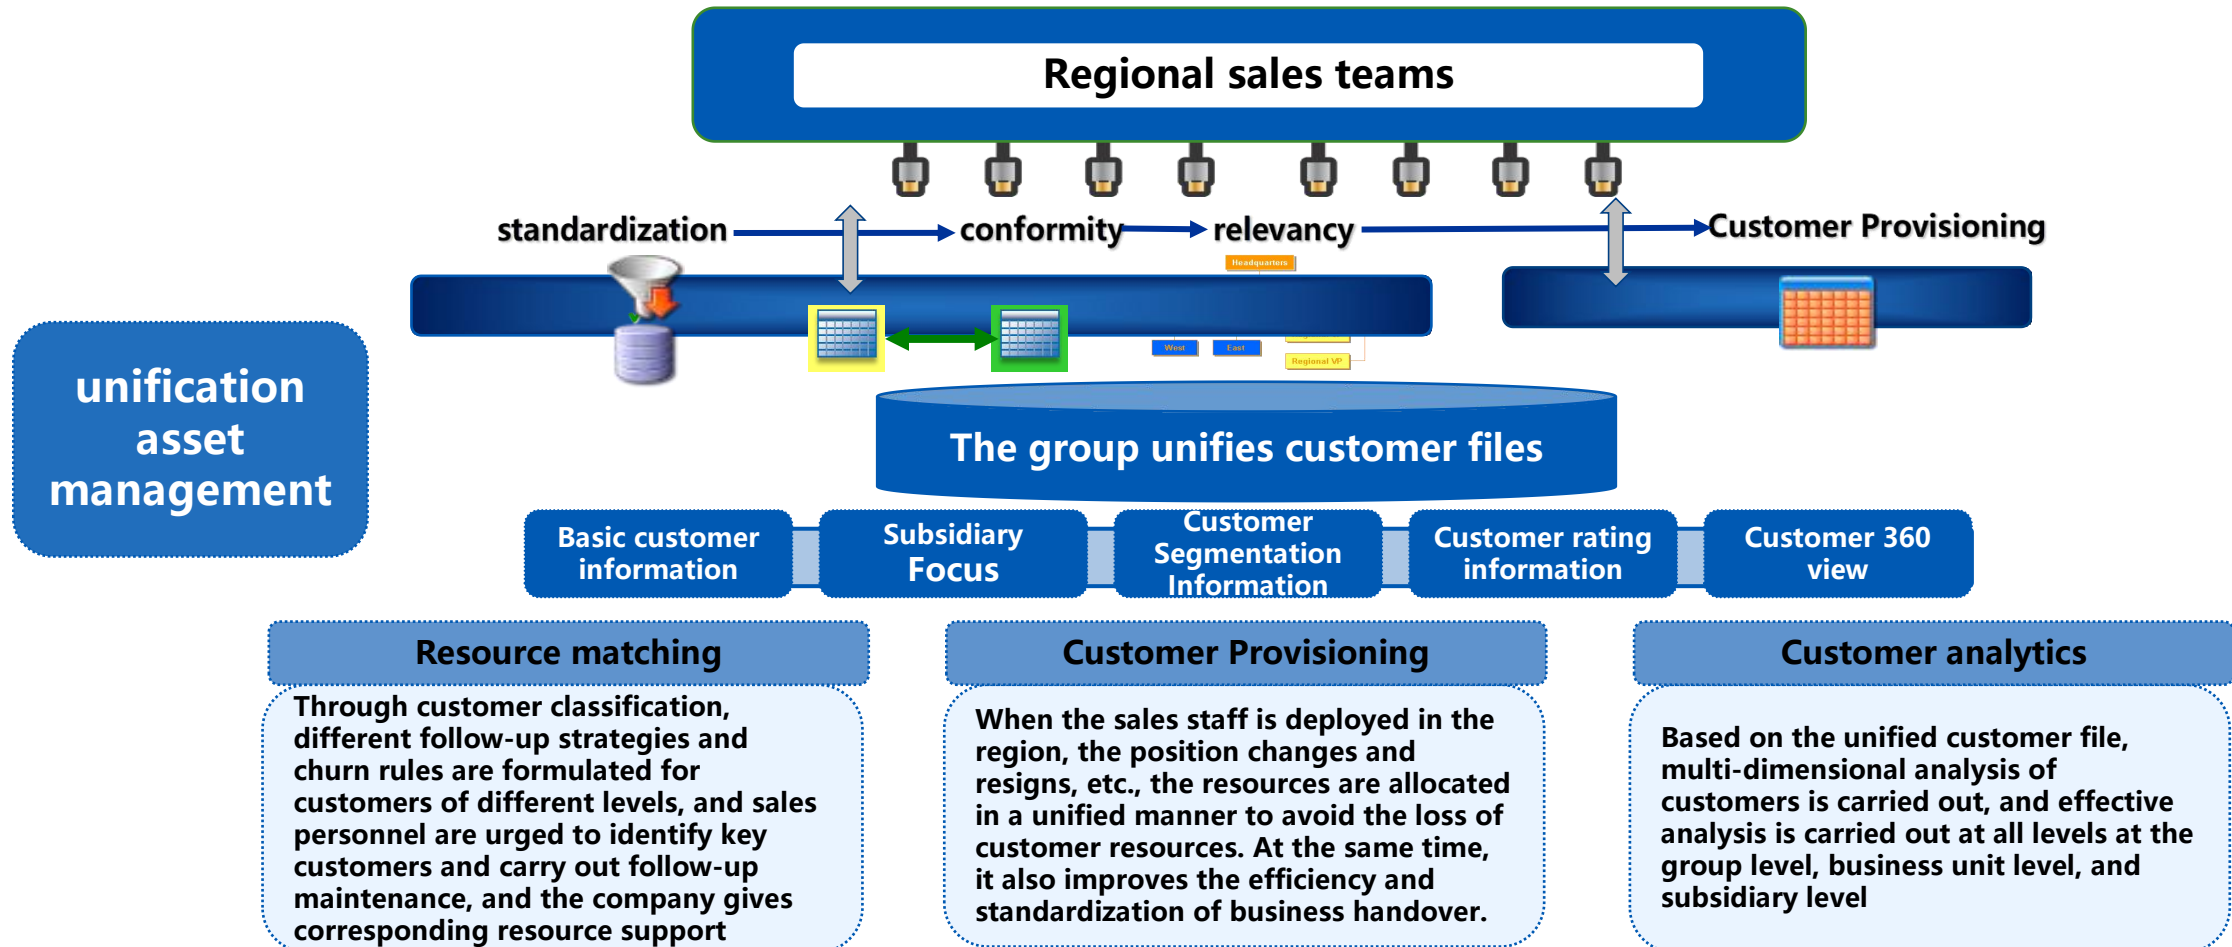 Regional sales teams
standardization
conformity
relevancy
Customer Provisioning
Headquarters
West
East
Regional VP
unification
asset
management
The group unifies customer files
Basic customer
information
Subsidiary
Focus
Customer
Segmentation
Information
Customer rating
information
Customer 360
view
Resource matching
Through customer classification,
different follow-up strategies and
churn rules are formulated for
customers of different levels, and sales
personnel are urged to identify key
customers and carry out follow-up
maintenance, and the company gives
corresponding resource support
Customer Provisioning
When the sales staff is deployed in the
region, the position changes and
resigns, etc., the resources are allocated
in a unified manner to avoid the loss of
customer resources. At the same time,
it also improves the efficiency and
standardization of business handover.
Customer analytics
Based on the unified customer file,
multi-dimensional analysis of
customers is carried out, and effective
analysis is carried out at all levels at the
group level, business unit level, and
subsidiary level